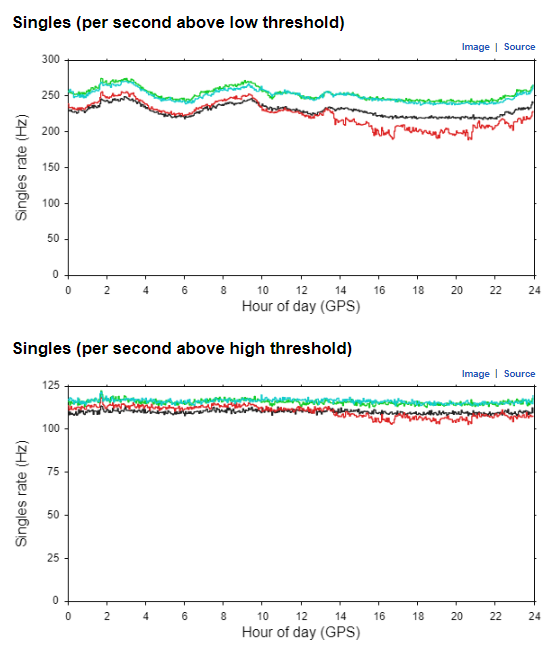 Singles (per second above low threshold)
Image | Source
300
250
200
150
100
50
0
Singles rate (Hz)
0 2 4 6 8 10 12 14 16 18 20 22 24
Hour of day (GPS)
Singles (per second above high threshold)
Image | Source
125
100
75
50
25
0
Singles rate (Hz)
0 2 4 6 8 10 12 14 16 18 20 22 24
Hour of day (GPS)